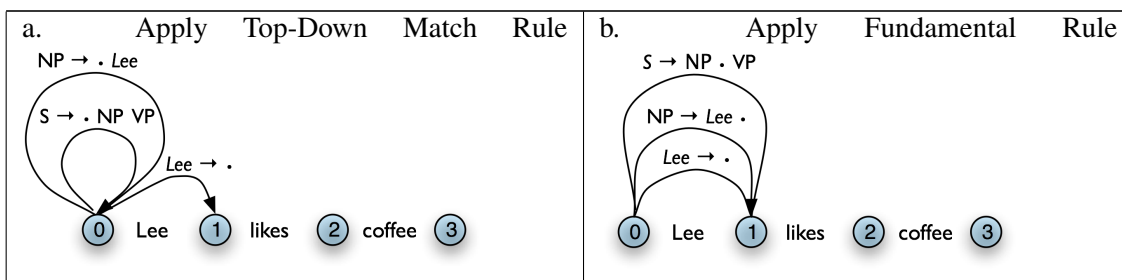 a. Apply Top-Down Match Rule
NP → • Lee
S → • NP VP
Lee → •
0 Lee 1 likes 2 coffee 3
b. Apply Fundamental Rule
S → NP • VP
NP → Lee •
Lee → •
0 Lee 1 likes 2 coffee 3